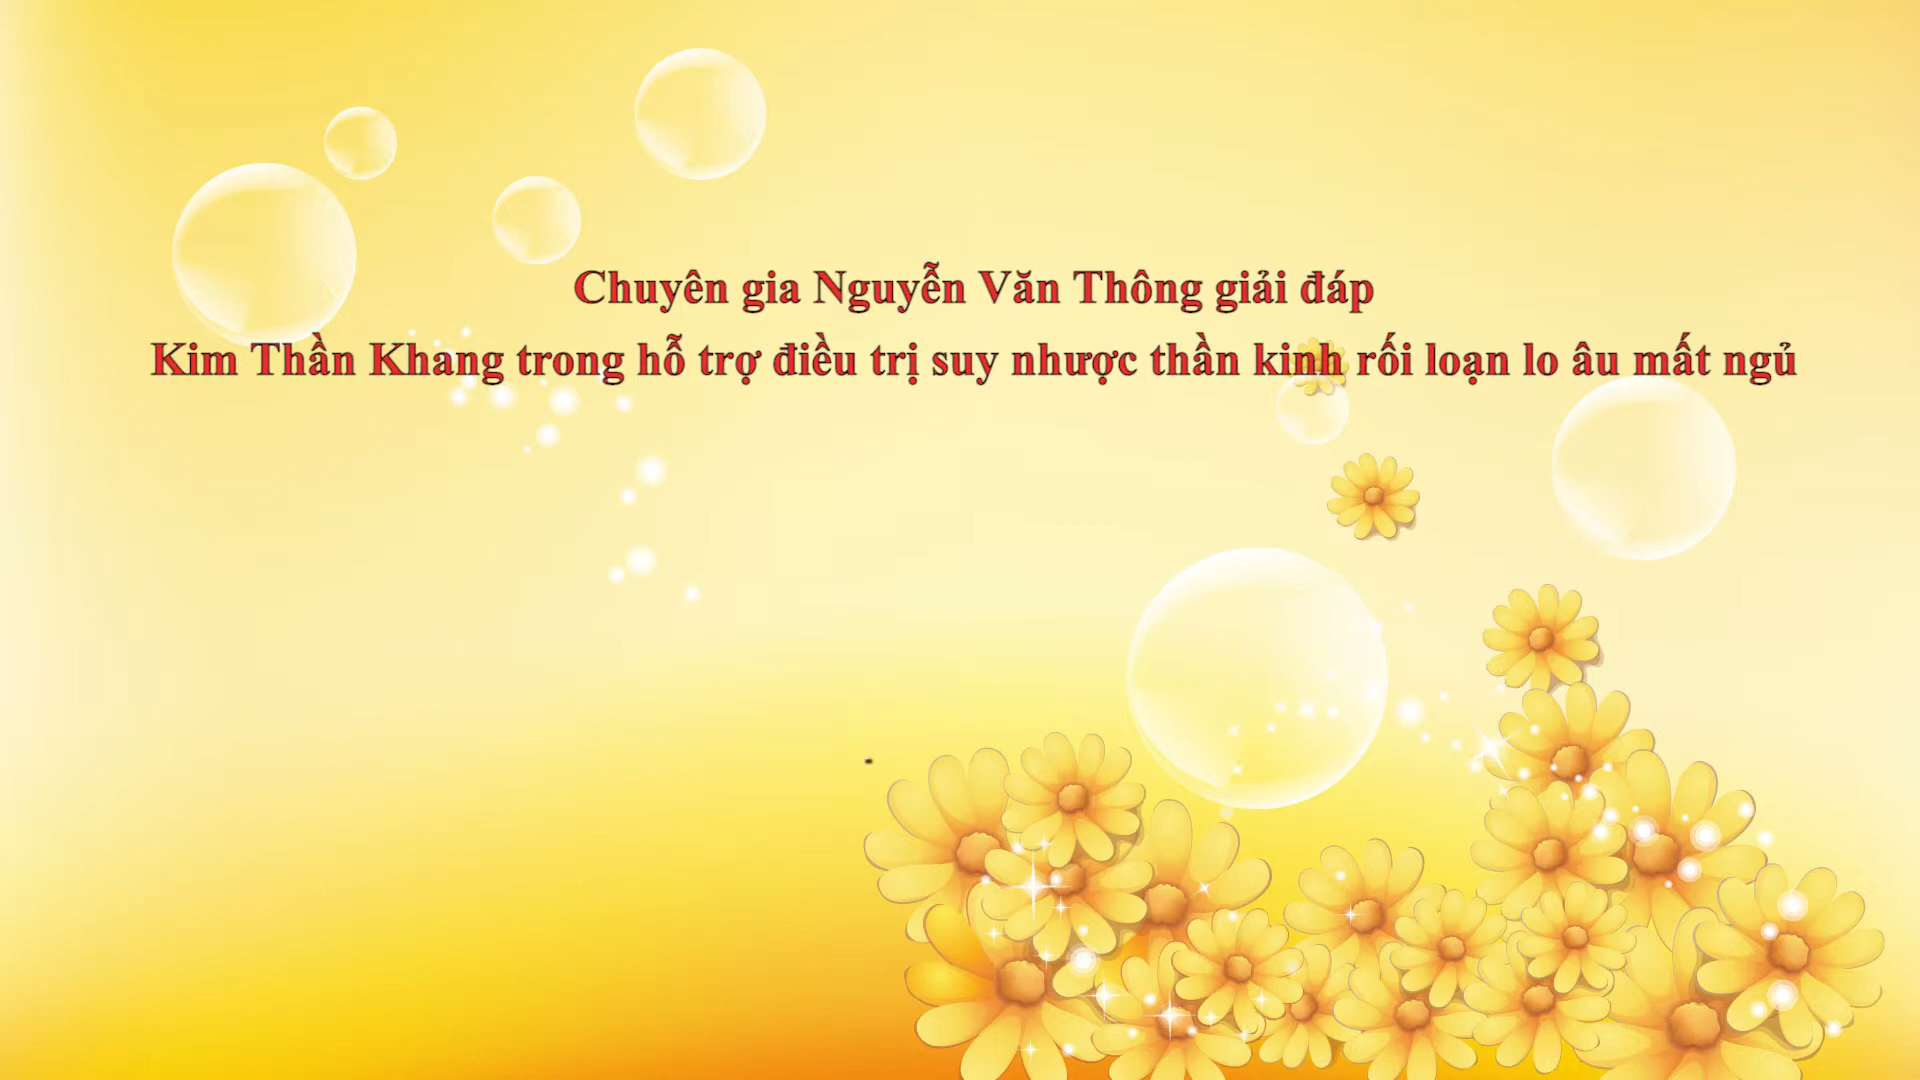 Chuyên gia Nguyễn Văn Thông giải đáp
Kim Thần Khang trong hỗ trợ điều trị suy nhược thần kinh rối loạn lo âu mất ngủ